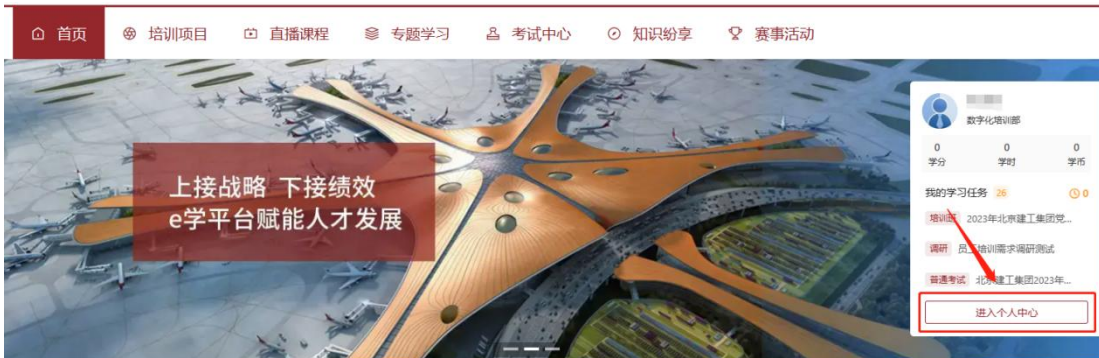 首页 培训项目 直播课程 专题学习 考试中心 知识纷享 赛事活动
上接战略 下接绩效
e学平台赋能人才发展
数字化培训部
0 0 0
学分 学时 学币
我的学习任务 26 0
培训班 2023年北京建工集团党...
调研 员工培训需求调研测试
普通考试 北京建工集团2023年...
进入个人中心